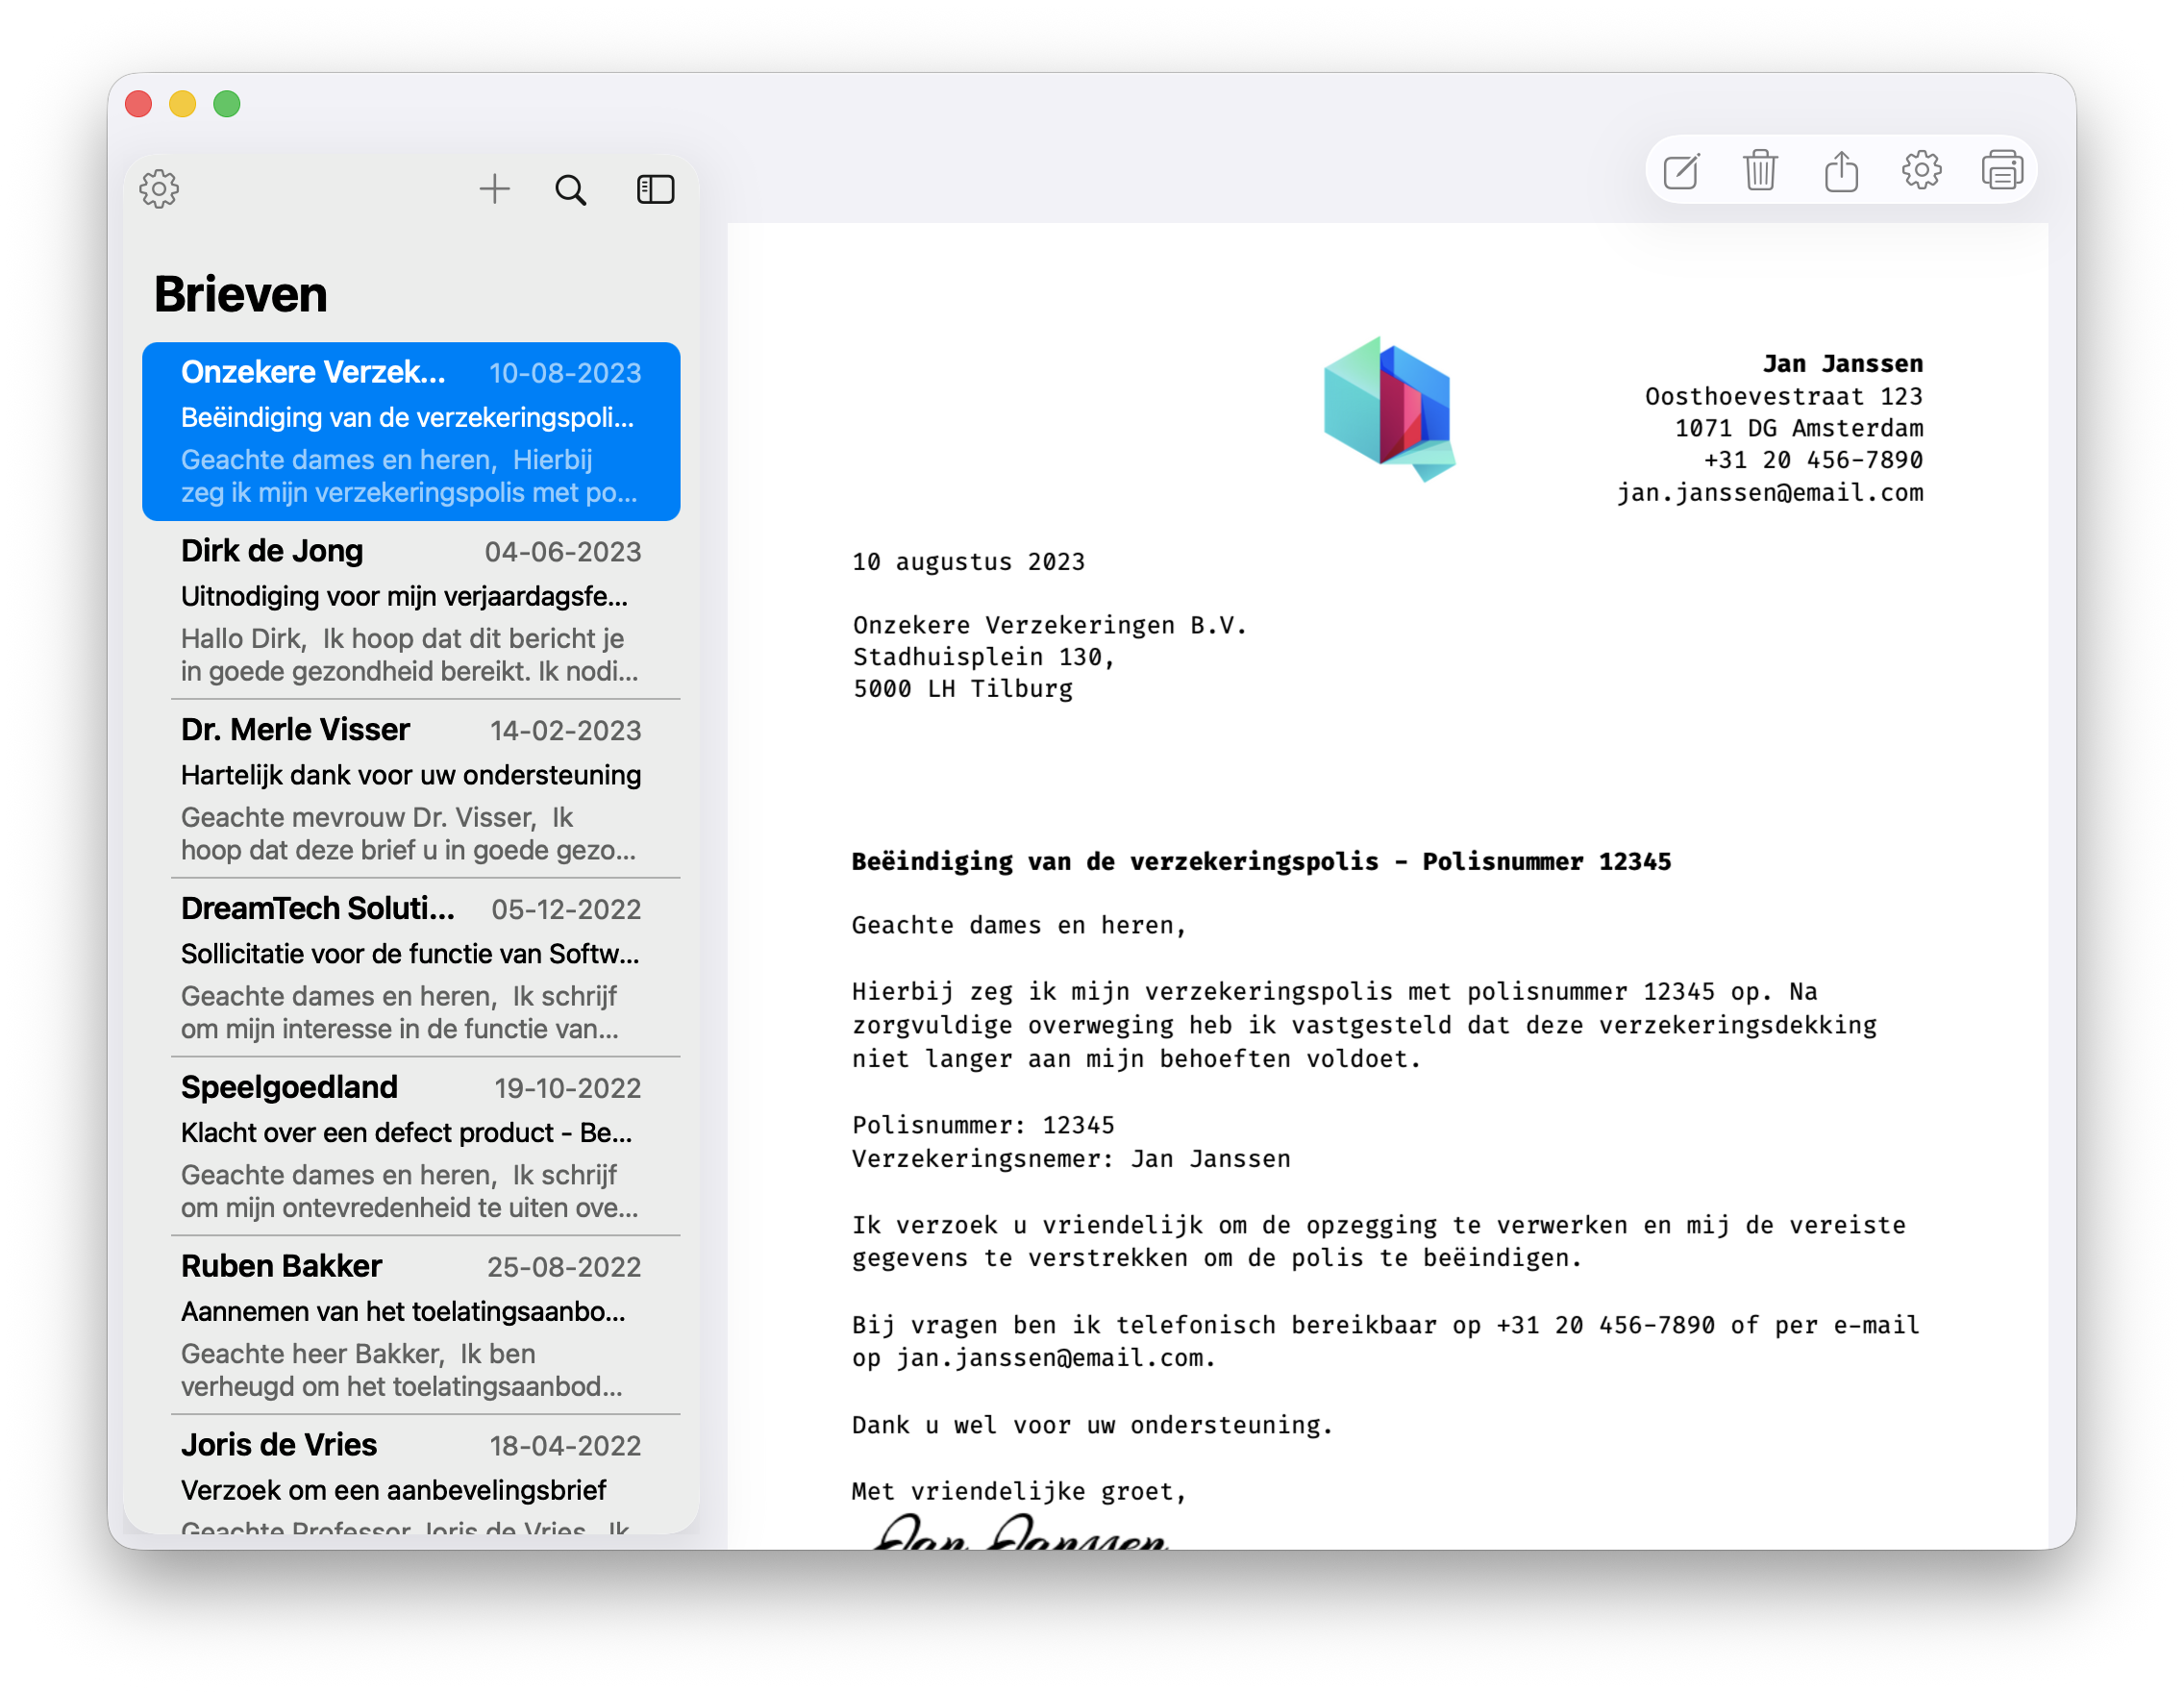 Brieven
Onzekere Verzek... 10-08-2023
Beëindiging van de verzekeringspoli...
Geachte dames en heren, Hierbij
zeg ik mijn verzekeringspolis met po...
Dirk de Jong 04-06-2023
Uitnodiging voor mijn verjaardagsfe...
Hallo Dirk, Ik hoop dat dit bericht je
in goede gezondheid bereikt. Ik nodi...
Dr. Merle Visser 14-02-2023
Hartelijk dank voor uw ondersteuning
Geachte mevrouw Dr. Visser, Ik
hoop dat deze brief u in goede gezo...
DreamTech Soluti... 05-12-2022
Sollicitatie voor de functie van Softw...
Geachte dames en heren, Ik schrijf
om mijn interesse in de functie van...
Speelgoedland 19-10-2022
Klacht over een defect product - Be...
Geachte dames en heren, Ik schrijf
om mijn ontevredenheid te uiten ove...
Ruben Bakker 25-08-2022
Aannemen van het toelatingsaanbo...
Geachte heer Bakker, Ik ben
verheugd om het toelatingsaanbod...
Joris de Vries 18-04-2022
Verzoek om een aanbevelingsbrief
Geachte Professor Joris de Vries, Ik
Jan Janssen
Oosthoevestraat 123
1071 DG Amsterdam
+31 20 456-7890
jan.janssen@email.com
10 augustus 2023
Onzekere Verzekeringen B.V.
Stadhuisplein 130,
5000 LH Tilburg
Beëindiging van de verzekeringspolis - Polisnummer 12345
Geachte dames en heren,
Hierbij zeg ik mijn verzekeringspolis met polisnummer 12345 op. Na
zorgvuldige overweging heb ik vastgesteld dat deze verzekeringsdekking
niet langer aan mijn behoeften voldoet.
Polisnummer: 12345
Verzekeringsnemer: Jan Janssen
Ik verzoek u vriendelijk om de opzegging te verwerken en mij de vereiste
gegevens te verstrekken om de polis te beëindigen.
Bij vragen ben ik telefonisch bereikbaar op +31 20 456-7890 of per e-mail
op jan.janssen@email.com.
Dank u wel voor uw ondersteuning.
Met vriendelijke groet,
Jan Janssen